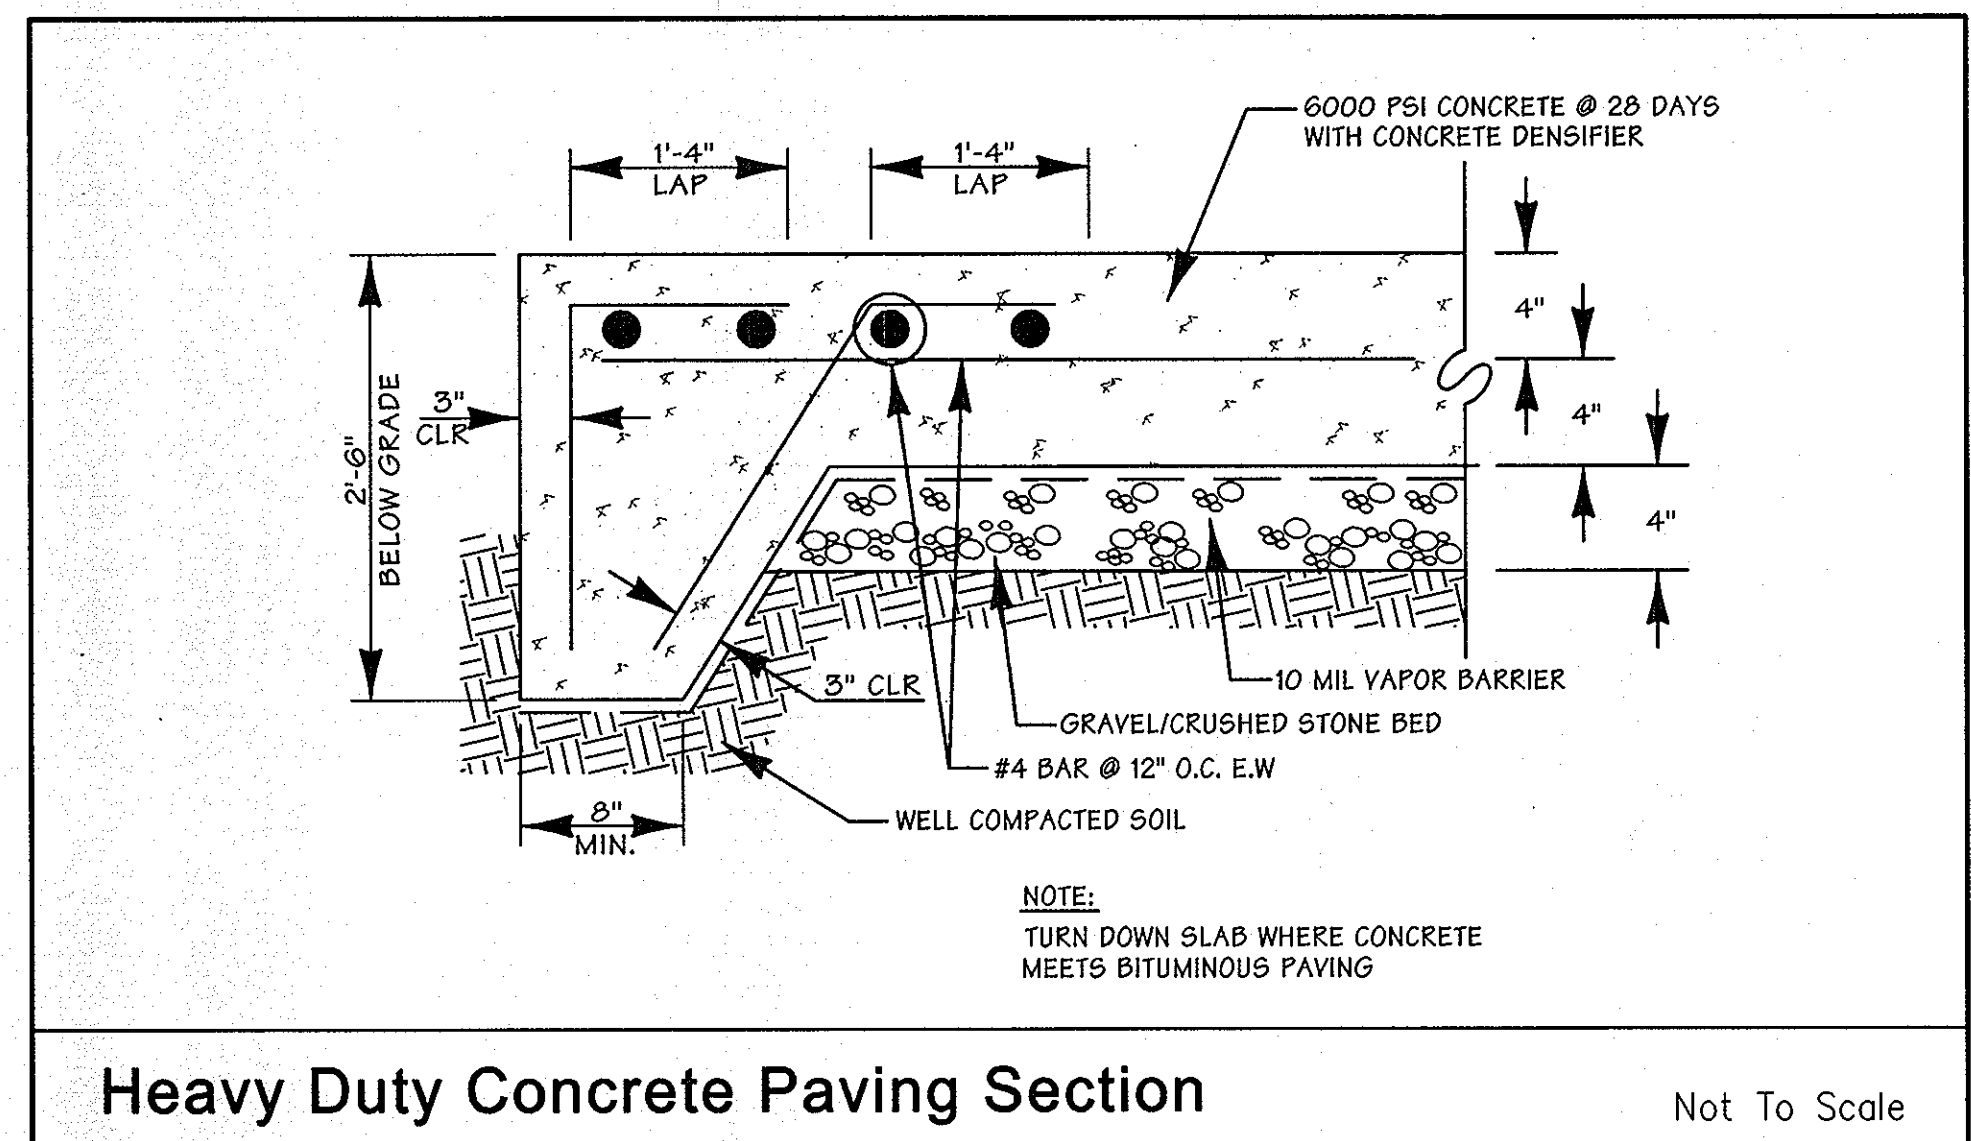 6000 PSI CONCRETE @ 28 DAYS
WITH CONCRETE DENSIFIER
1'-4"
LAP
1'-4"
LAP
4"
4"
4"
3"
CLR
2'-6"
BELOW GRADE
3" CLR
10 MIL VAPOR BARRIER
GRAVEL/CRUSHED STONE BED
#4 BAR @ 12" O.C. E.W
WELL COMPACTED SOIL
8"
MIN.
NOTE:
TURN DOWN SLAB WHERE CONCRETE
MEETS BITUMINOUS PAVING
Heavy Duty Concrete Paving Section
Not To Scale